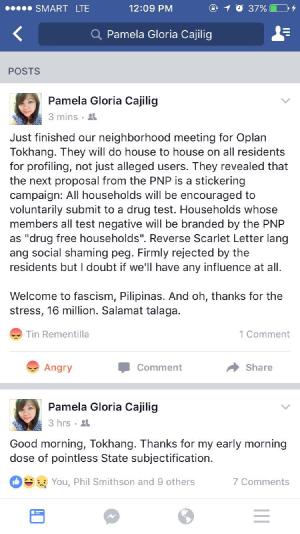 SMART LTE 12:09 PM 37%
Pamela Gloria Cajilig
POSTS
Pamela Gloria Cajilig
3 mins ·
Just finished our neighborhood meeting for Oplan
Tokhang. They will do house to house on all residents
for profiling, not just alleged users. They revealed that
the next proposal from the PNP is a stickering
campaign: All households will be encouraged to
voluntarily submit to a drug test. Households whose
members all test negative will be branded by the PNP
as "drug free households". Reverse Scarlet Letter lang
ang social shaming peg. Firmly rejected by the
residents but I doubt if we'll have any influence at all.
Welcome to fascism, Pilipinas. And oh, thanks for the
stress, 16 million. Salamat talaga.
Tin Rementilla 1 Comment
Angry Comment Share
Pamela Gloria Cajilig
3 hrs ·
Good morning, Tokhang. Thanks for my early morning
dose of pointless State subjectification.
You, Phil Smithson and 9 others 7 Comments